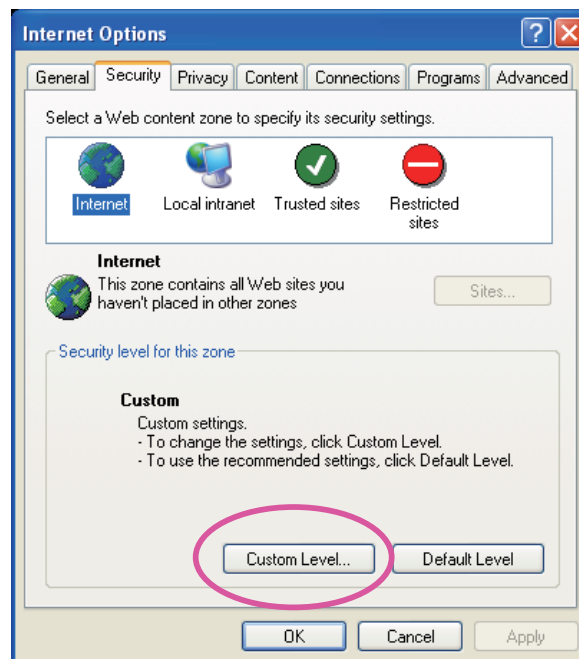 Internet Options
General Security Privacy Content Connections Programs Advanced
Select a Web content zone to specify its security settings.
Internet Local intranet Trusted sites Restricted
sites
Internet
This zone contains all Web sites you
haven't placed in other zones
Sites...
Security level for this zone
Custom
Custom settings.
- To change the settings, click Custom Level.
- To use the recommended settings, click Default Level.
Custom Level... Default Level
OK Cancel Apply